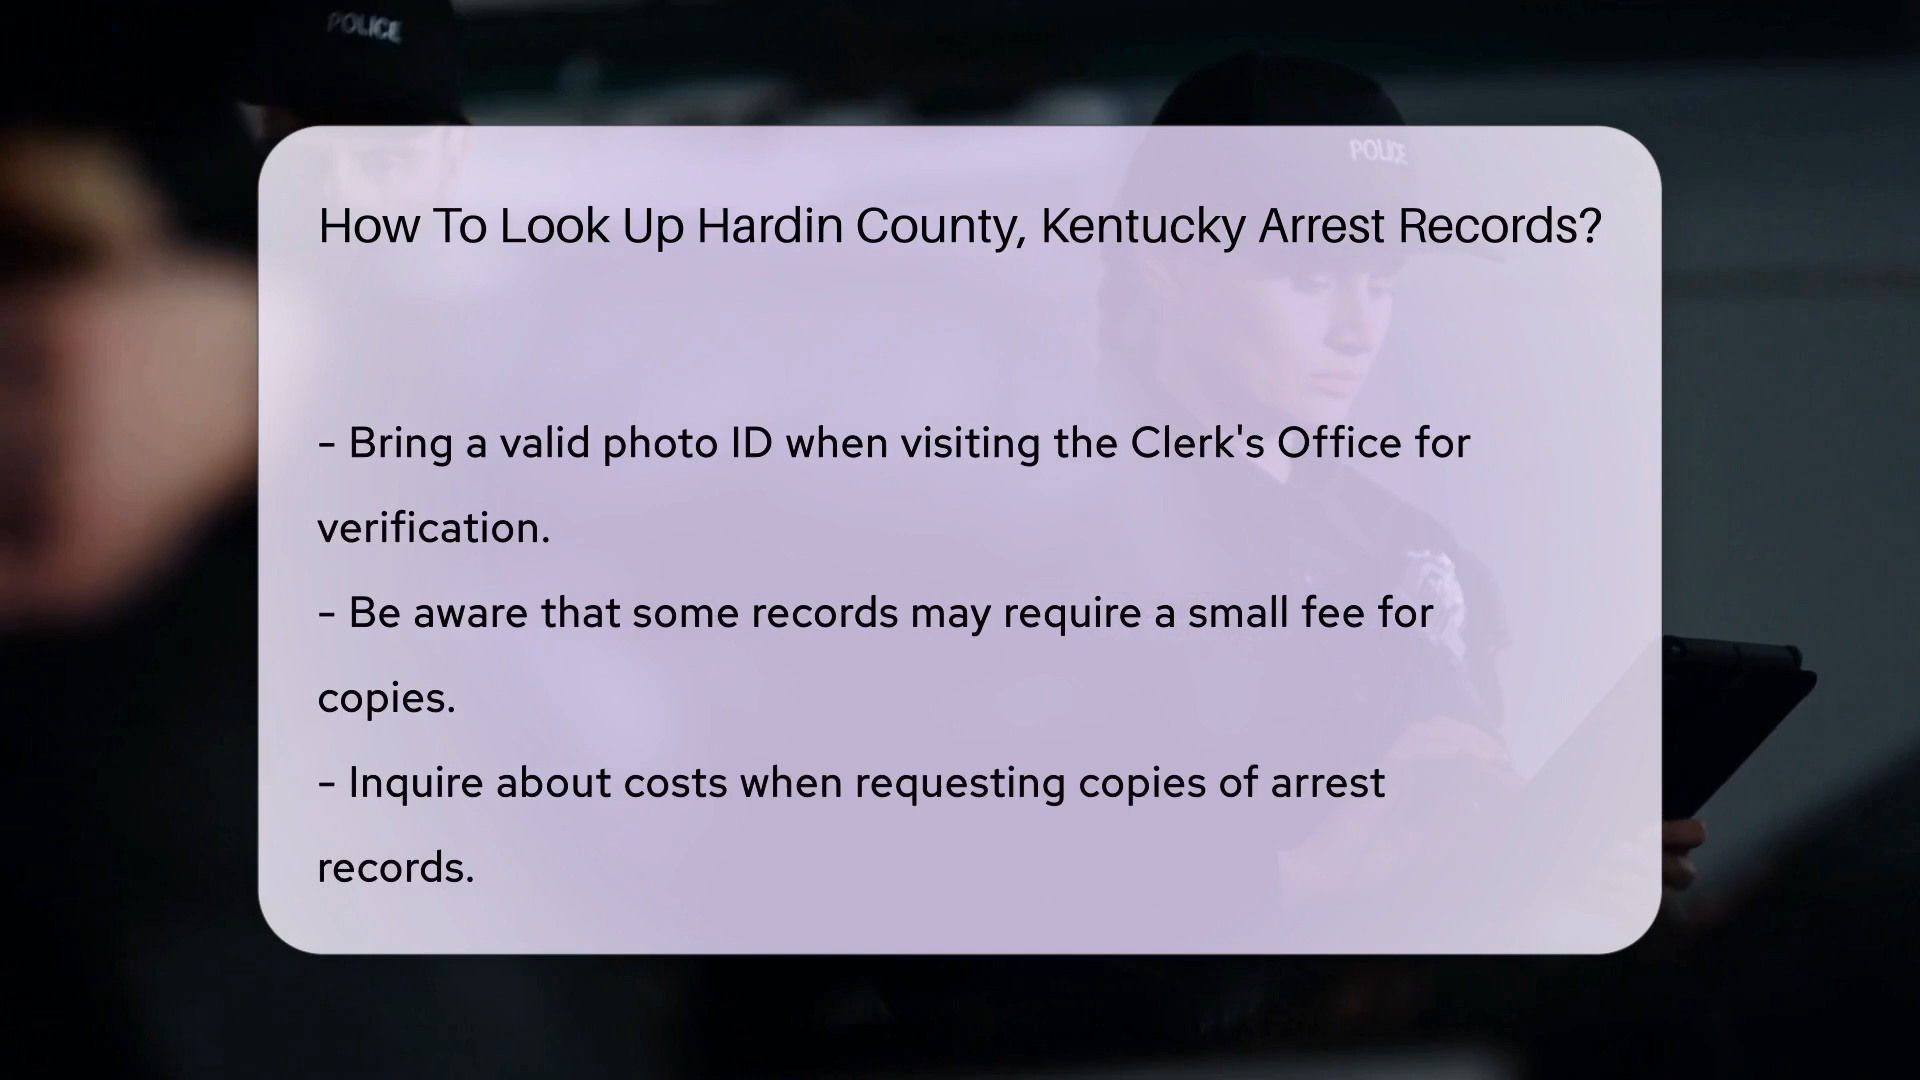 POLICE
POLICE
How To Look Up Hardin County, Kentucky Arrest Records?
- Bring a valid photo ID when visiting the Clerk's Office for
verification.
- Be aware that some records may require a small fee for
copies.
- Inquire about costs when requesting copies of arrest
records.